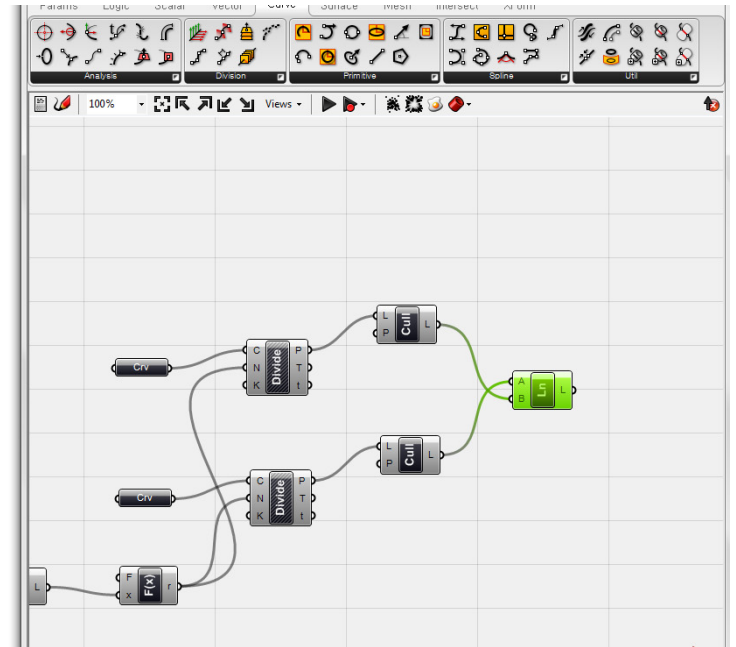 Params Logic Scalar Vector Curve Surface Mesh Intersect XForm
Analysis Division Primitive Spline Util
100% Views
L Cull L
P
C Divide P
Crv N T
K t
A Ln L
B
L Cull L
P
C Divide P
Crv N T
K t
L F F(x) r
x